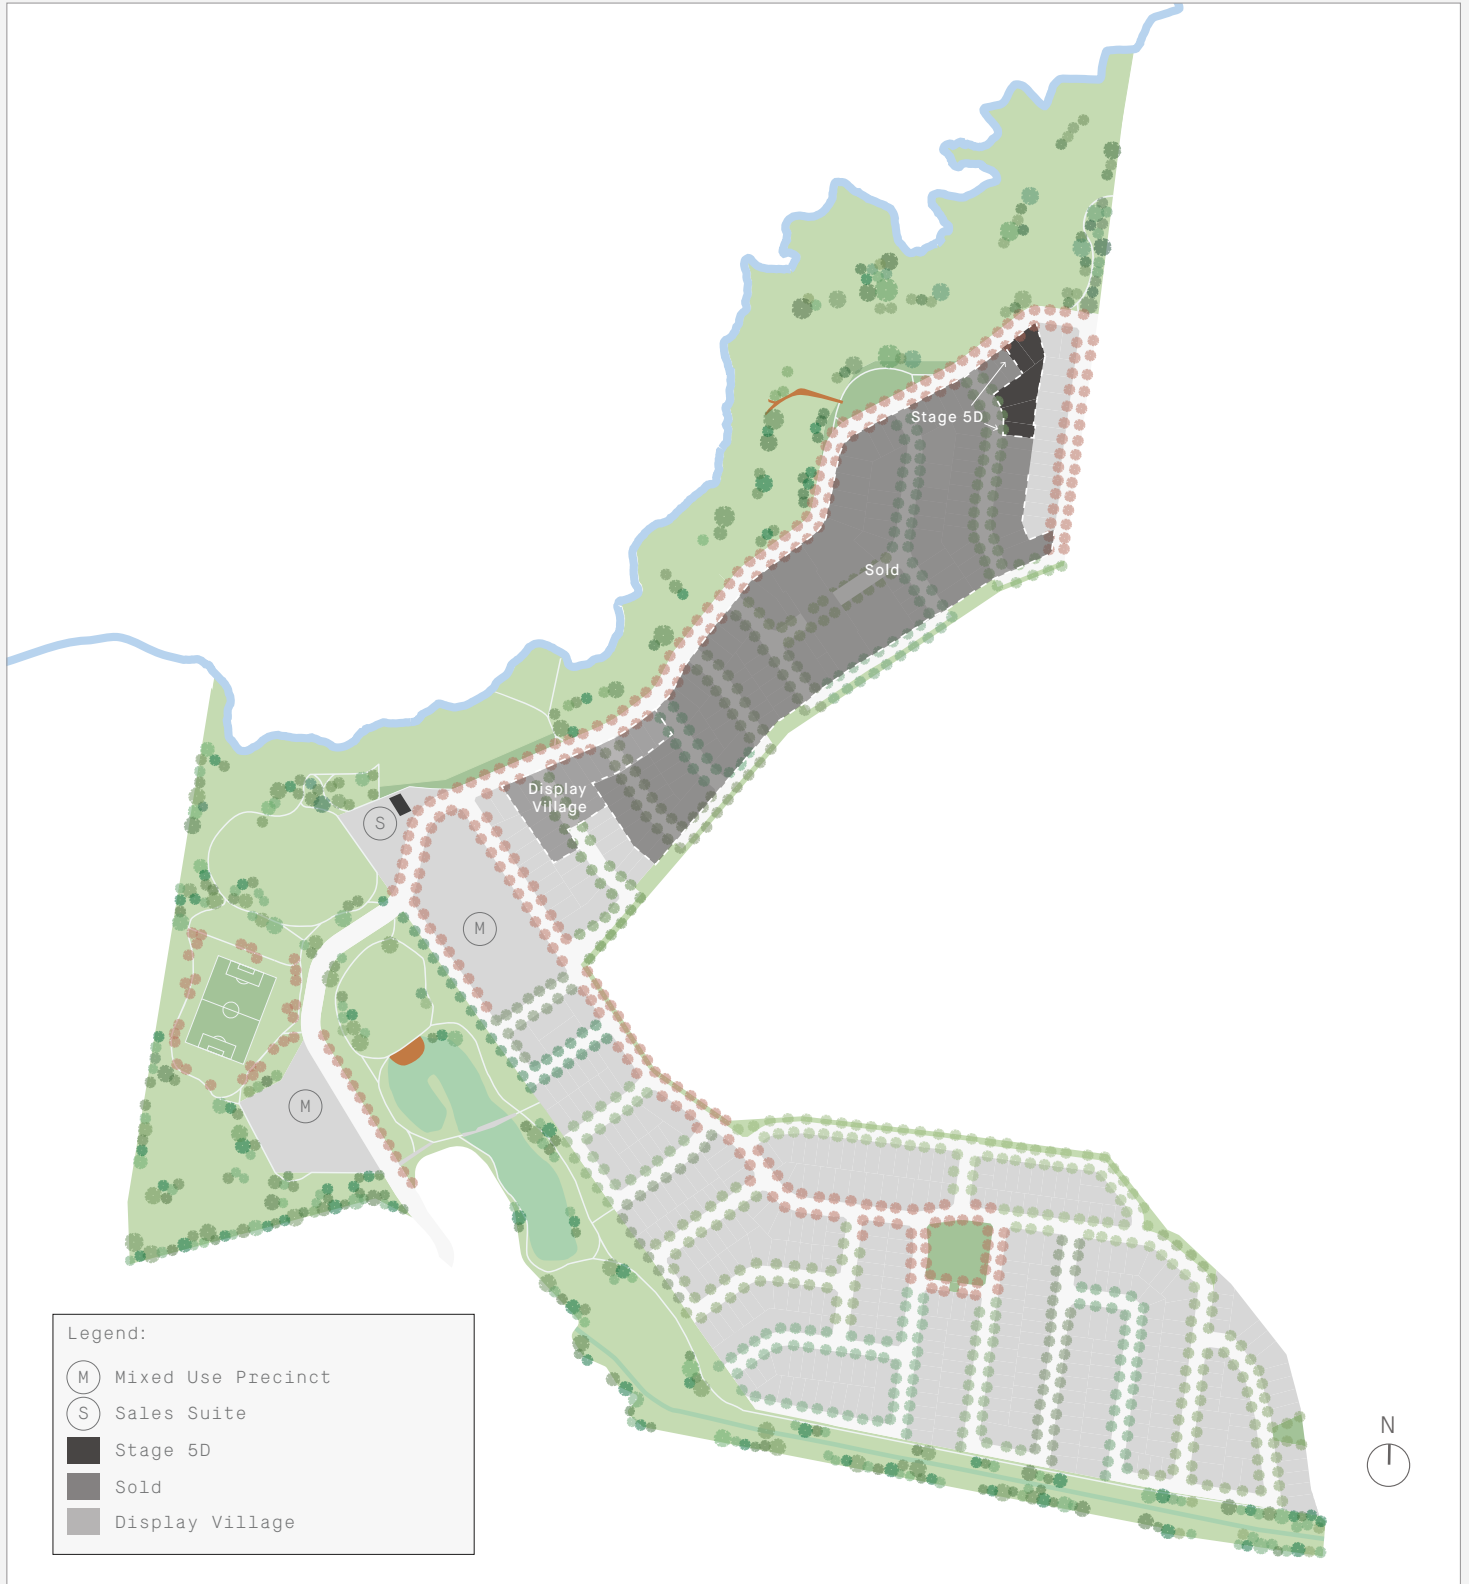 Stage 5D
Sold
Display
Village
S
M
M
Legend:
M Mixed Use Precinct
S Sales Suite
Stage 5D
Sold
Display Village
N